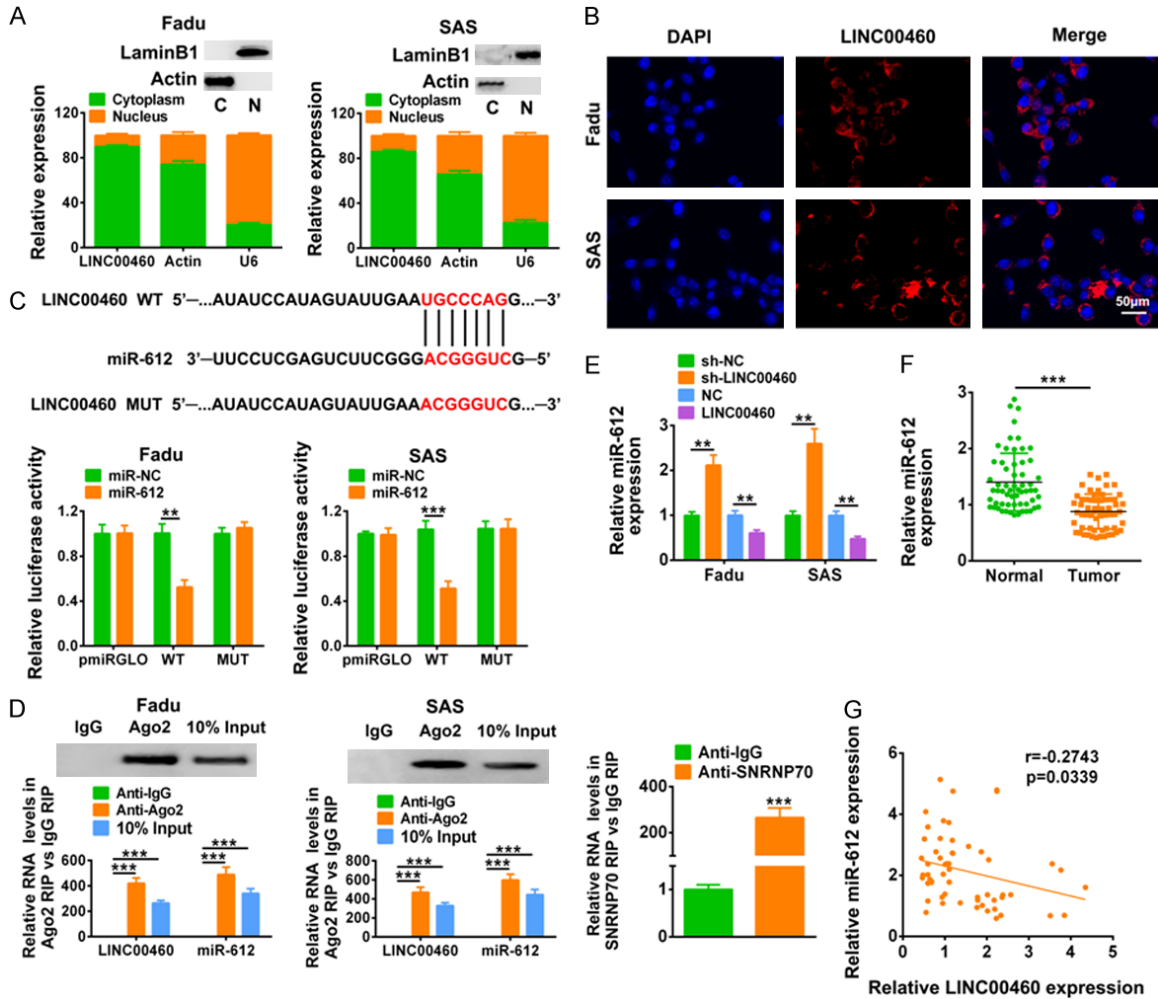 A
Fadu
LaminB1
Actin
C N
Cytoplasm
Nucleus
Relative expression
120
80
40
0
LINC00460 Actin U6
SAS
LaminB1
Actin
C N
Cytoplasm
Nucleus
Relative expression
120
80
40
0
LINC00460 Actin U6
B
DAPI LINC00460 Merge
Fadu
SAS
50μm
C
LINC00460 WT 5’—...AUAUCCAUAGUAUUGAAUGCCCAGG...—3’
miR-612 3’—UUCCUCGAGUCUUCGGGACGGGUCG—5’
LINC00460 MUT 5’—...AUAUCCAUAGUAUUGAAACGGGUCG...—3’
Fadu
miR-NC
miR-612
Relative luciferase activity
1.2
0.8
0.4
0.0
**
pmiRGLO WT MUT
SAS
miR-NC
miR-612
Relative luciferase activity
1.2
0.8
0.4
0.0
***
pmiRGLO WT MUT
D
Fadu
IgG Ago2 10% Input
Anti-IgG
Anti-Ago2
10% Input
Relative RNA levels in
Ago2 RIP vs IgG RIP
600
400
200
0
*** ***
*** ***
LINC00460 miR-612
SAS
IgG Ago2 10% Input
Anti-IgG
Anti-Ago2
10% Input
Relative RNA levels in
Ago2 RIP vs IgG RIP
800
600
400
200
0
*** ***
*** ***
LINC00460 miR-612
Anti-IgG
Anti-SNRNP70
Relative RNA levels in
SNRNP70 RIP vs IgG RIP
400
200
1
0
***
E
sh-NC
sh-LINC00460
NC
LINC00460
Relative miR-612
expression
3
2
1
0
** ** ** **
Fadu SAS
F
Relative miR-612
expression
3
2
1
0
***
Normal Tumor
G
Relative miR-612 expression
6
4
2
0
r=-0.2743
p=0.0339
0 1 2 3 4 5
Relative LINC00460 expression